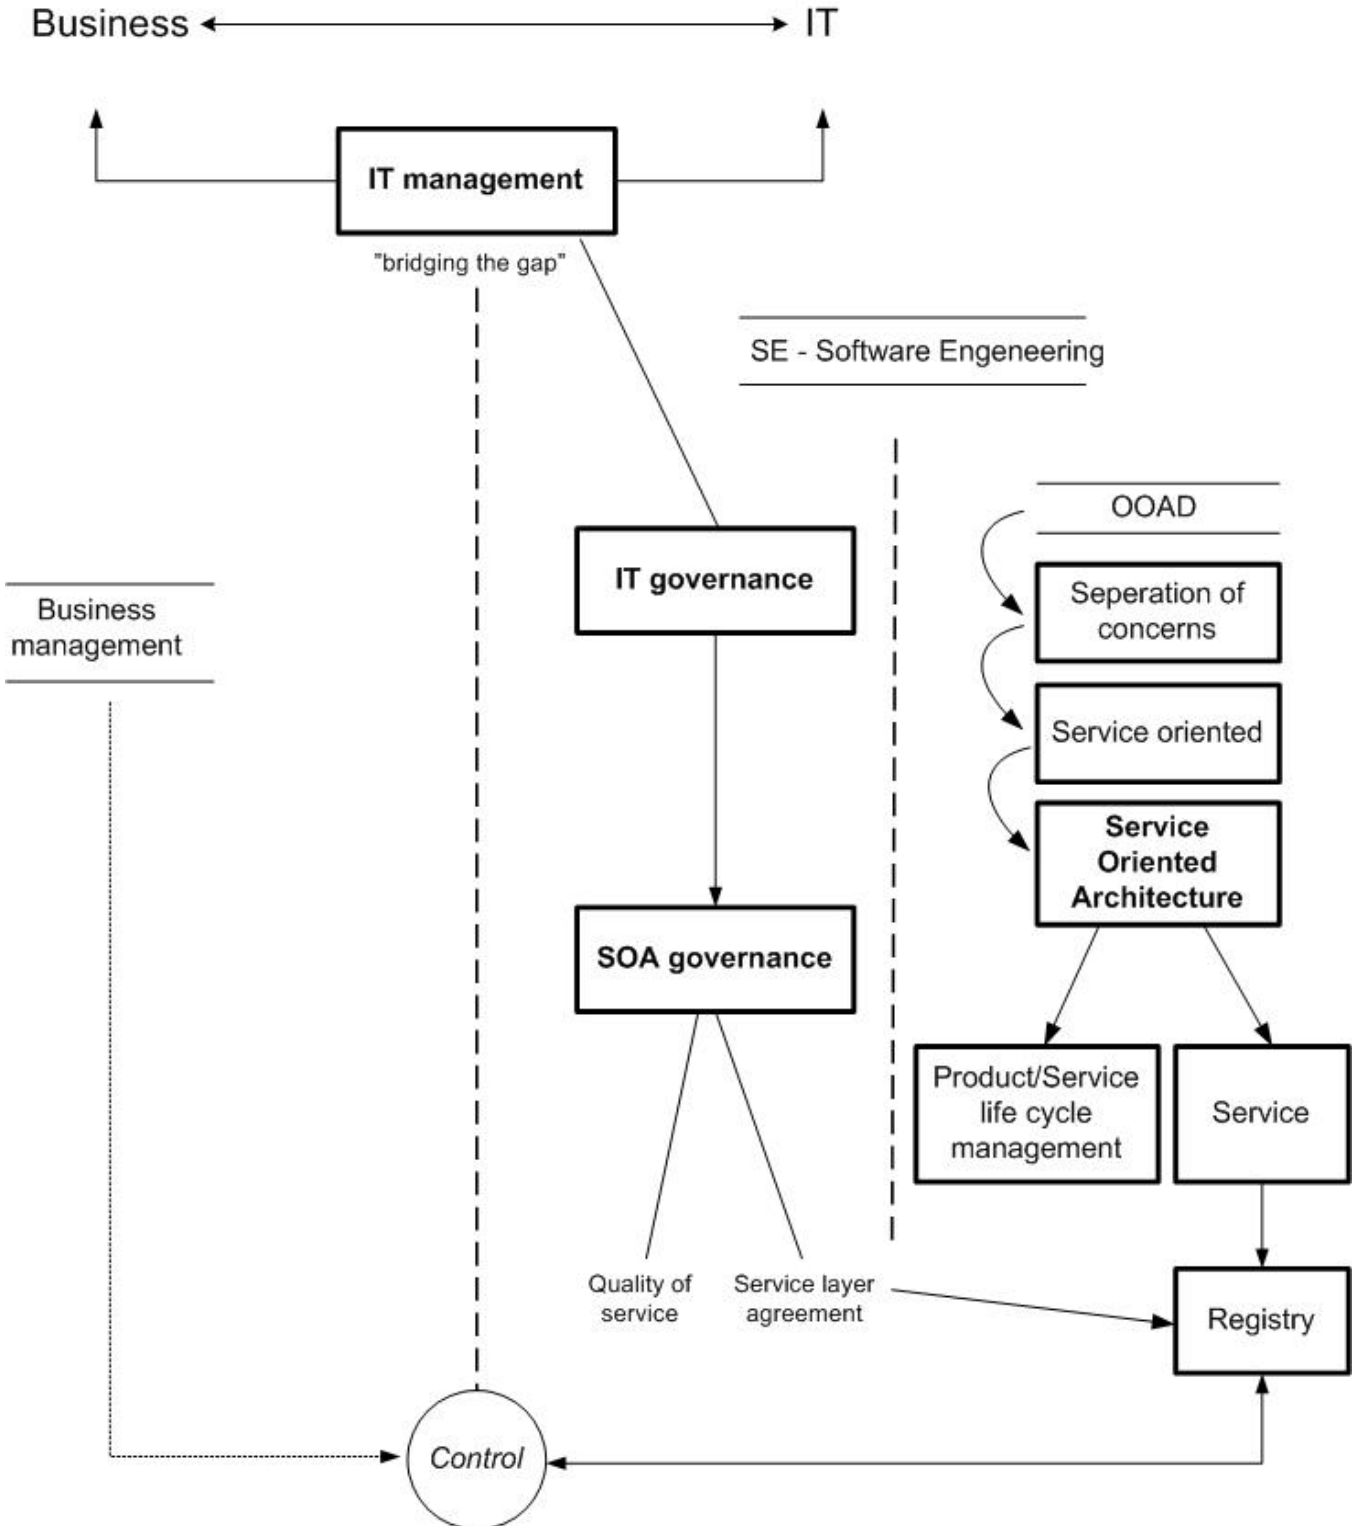 Business
IT
IT management
"bridging the gap"
SE - Software Engeneering
OOAD
Seperation of
concerns
Service oriented
Service
Oriented
Architecture
IT governance
Business
management
SOA governance
Product/Service
life cycle
management
Service
Quality of
service
Service layer
agreement
Registry
Control